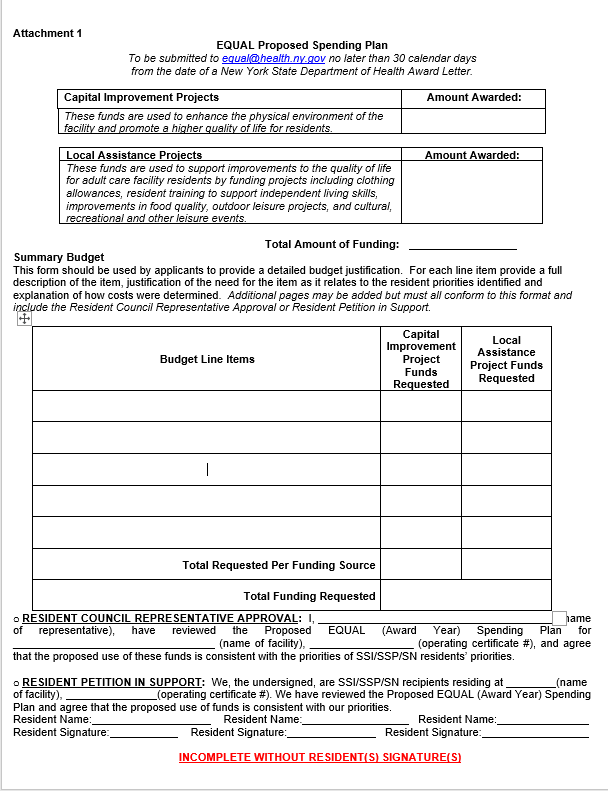 Attachment 1
EQUAL Proposed Spending Plan
To be submitted to equal@health.ny.gov no later than 30 calendar days
from the date of a New York State Department of Health Award Letter.
Capital Improvement Projects Amount Awarded:
These funds are used to enhance the physical environment of the
facility and promote a higher quality of life for residents.
Local Assistance Projects Amount Awarded:
These funds are used to support improvements to the quality of life
for adult care facility residents by funding projects including clothing
allowances, resident training to support independent living skills,
improvements in food quality, outdoor leisure projects, and cultural,
recreational and other leisure events.
Total Amount of Funding: ___________________
Summary Budget
This form should be used by applicants to provide a detailed budget justification. For each line item provide a full
description of the item, justification of the need for the item as it relates to the resident priorities identified and
explanation of how costs were determined. Additional pages may be added but must all conform to this format and
include the Resident Council Representative Approval or Resident Petition in Support.
Budget Line Items
Capital
Improvement
Project
Funds
Requested
Local
Assistance
Project Funds
Requested
Total Requested Per Funding Source
Total Funding Requested
o RESIDENT COUNCIL REPRESENTATIVE APPROVAL: I, ____________________ name
of representative), have reviewed the Proposed EQUAL (Award Year) Spending Plan for
____________________ (name of facility), ____________________ (operating certificate #), and agree
that the proposed use of these funds is consistent with the priorities of SSI/SSP/SN residents' priorities.
o RESIDENT PETITION IN SUPPORT: We, the undersigned, are SSI/SSP/SN recipients residing at _________(name
of facility), ________________(operating certificate #). We have reviewed the Proposed EQUAL (Award Year) Spending
Plan and agree that the proposed use of funds is consistent with our priorities.
Resident Name:____________________ Resident Name:___________________ Resident Name:___________________
Resident Signature:____________ Resident Signature:_______________ Resident Signature:___________________
INCOMPLETE WITHOUT RESIDENT(S) SIGNATURE(S)